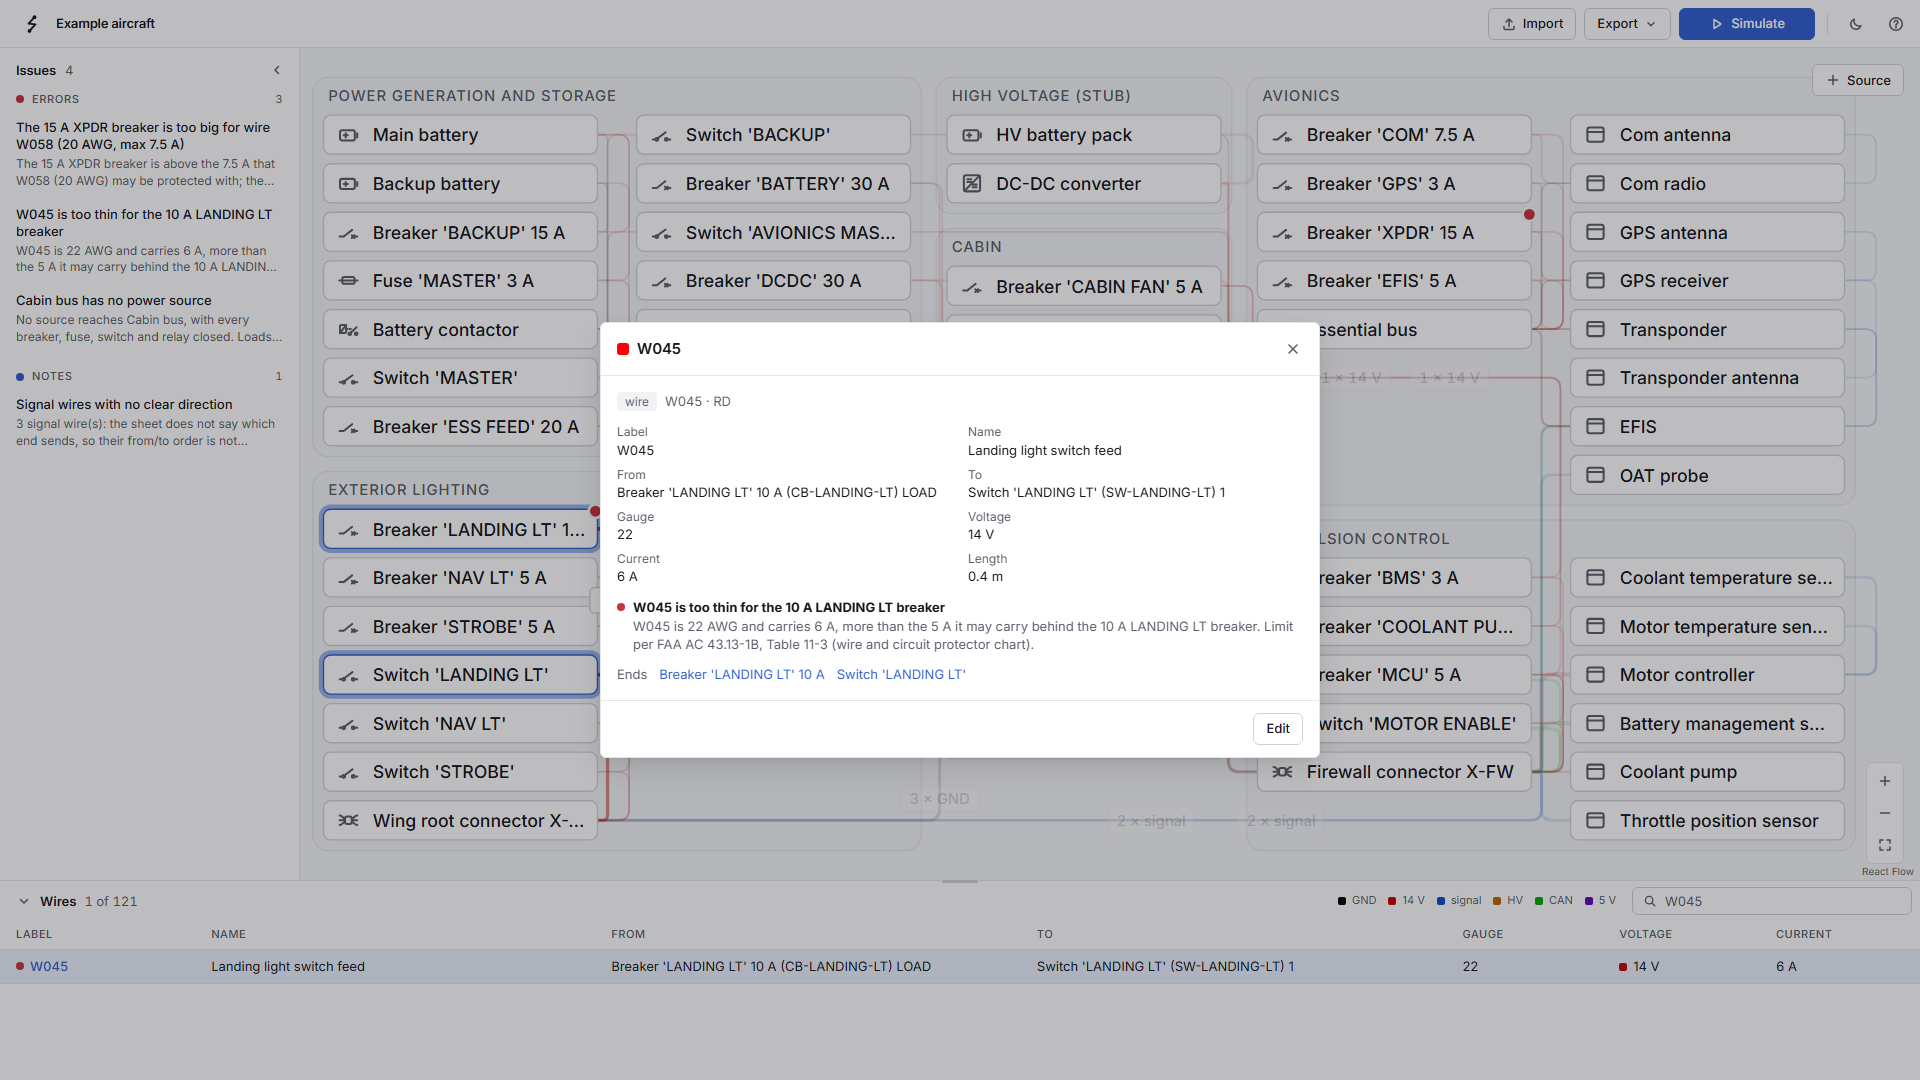 Example aircraft
Import
Export
Simulate
Issues 4
ERRORS 3
The 15 A XPDR breaker is too big for wire
W058 (20 AWG, max 7.5 A)
The 15 A XPDR breaker is above the 7.5 A that
W058 (20 AWG) may be protected with; the...
W045 is too thin for the 10 A LANDING LT
breaker
W045 is 22 AWG and carries 6 A, more than
the 5 A it may carry behind the 10 A LANDIN...
Cabin bus has no power source
No source reaches Cabin bus, with every
breaker, fuse, switch and relay closed. Loads...
NOTES 1
Signal wires with no clear direction
3 signal wire(s): the sheet does not say which
end sends, so their from/to order is not...
Source
POWER GENERATION AND STORAGE
Main battery
Backup battery
Breaker 'BACKUP' 15 A
Fuse 'MASTER' 3 A
Battery contactor
Switch 'MASTER'
Breaker 'ESS FEED' 20 A
Switch 'BACKUP'
Breaker 'BATTERY' 30 A
Switch 'AVIONICS MAS...
Breaker 'DCDC' 30 A
HIGH VOLTAGE (STUB)
HV battery pack
DC-DC converter
CABIN
Breaker 'CABIN FAN' 5 A
AVIONICS
Breaker 'COM' 7.5 A
Breaker 'GPS' 3 A
Breaker 'XPDR' 15 A
Breaker 'EFIS' 5 A
ssential bus
1 × 14 V
1 × 14 V
Com antenna
Com radio
GPS antenna
GPS receiver
Transponder
Transponder antenna
EFIS
OAT probe
EXTERIOR LIGHTING
Breaker 'LANDING LT' 1...
Breaker 'NAV LT' 5 A
Breaker 'STROBE' 5 A
Switch 'LANDING LT'
Switch 'NAV LT'
Switch 'STROBE'
Wing root connector X-...
LSION CONTROL
reaker 'BMS' 3 A
reaker 'COOLANT PU...
reaker 'MCU' 5 A
witch 'MOTOR ENABLE'
Firewall connector X-FW
Coolant temperature se...
Motor temperature sen...
Motor controller
Battery management s...
Coolant pump
Throttle position sensor
3 × GND
2 × signal
2 × signal
React Flow
W045
wire W045 · RD
Label
W045
Name
Landing light switch feed
From
Breaker 'LANDING LT' 10 A (CB-LANDING-LT) LOAD
To
Switch 'LANDING LT' (SW-LANDING-LT) 1
Gauge
22
Voltage
14 V
Current
6 A
Length
0.4 m
W045 is too thin for the 10 A LANDING LT breaker
W045 is 22 AWG and carries 6 A, more than the 5 A it may carry behind the 10 A LANDING LT breaker. Limit
per FAA AC 43.13-1B, Table 11-3 (wire and circuit protector chart).
Ends Breaker 'LANDING LT' 10 A Switch 'LANDING LT'
Edit
Wires 1 of 121
GND 14 V signal HV CAN 5 V
W045
LABEL NAME FROM TO GAUGE VOLTAGE CURRENT
W045 Landing light switch feed Breaker 'LANDING LT' 10 A (CB-LANDING-LT) LOAD Switch 'LANDING LT' (SW-LANDING-LT) 1 22 14 V 6 A